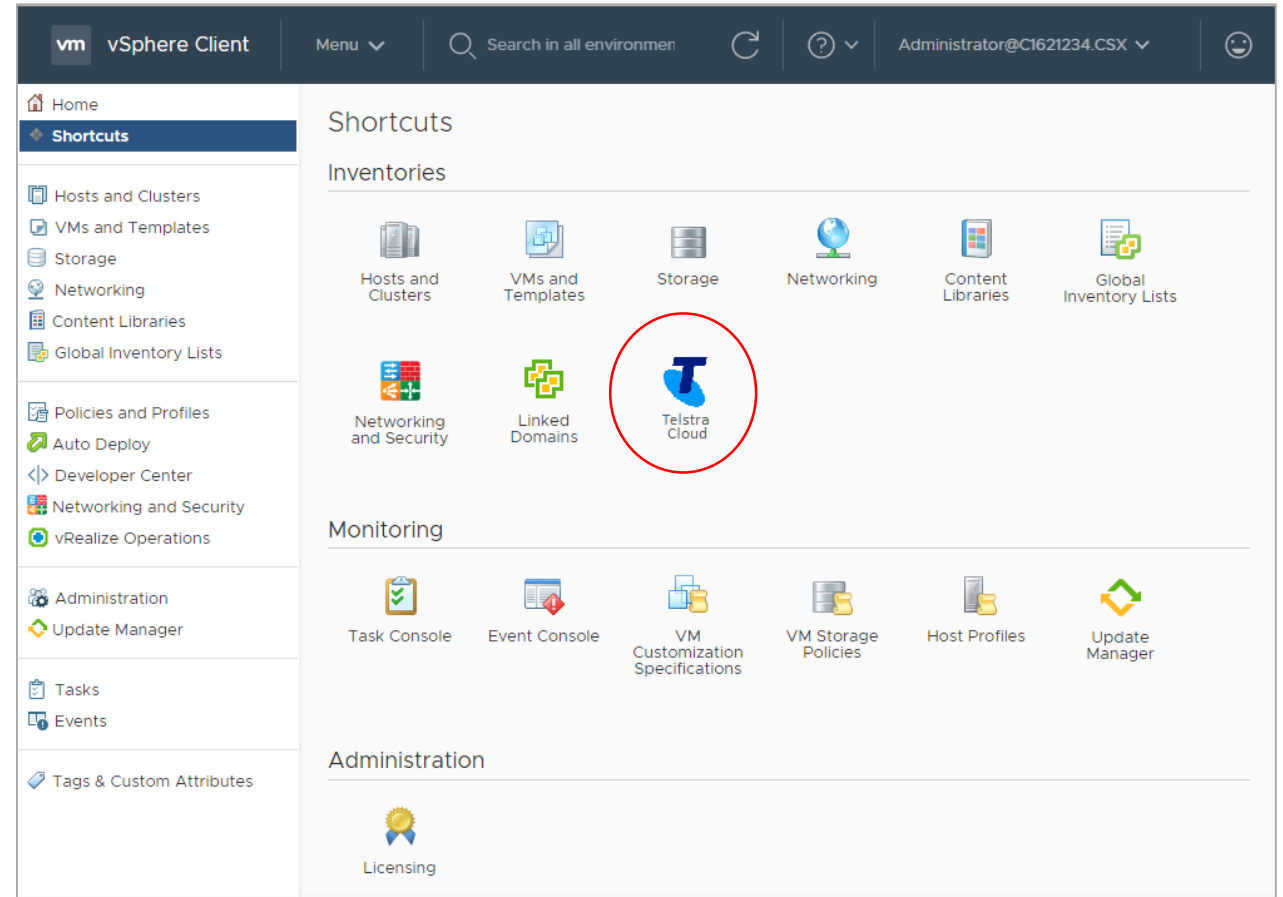 vm vSphere Client Menu Search in all environmen ? Administrator@C1621234.CSX
Home
Shortcuts
Hosts and Clusters
VMs and Templates
Storage
Networking
Content Libraries
Global Inventory Lists
Policies and Profiles
Auto Deploy
Developer Center
Networking and Security
vRealize Operations
Administration
Update Manager
Tasks
Events
Tags & Custom Attributes
Shortcuts
Inventories
Hosts and
Clusters
VMs and
Templates
Storage
Networking
Content
Libraries
Global
Inventory Lists
Networking
and Security
Linked
Domains
T
Telstra
Cloud
Monitoring
Task Console
Event Console
VM
Customization
Specifications
VM Storage
Policies
Host Profiles
Update
Manager
Administration
Licensing